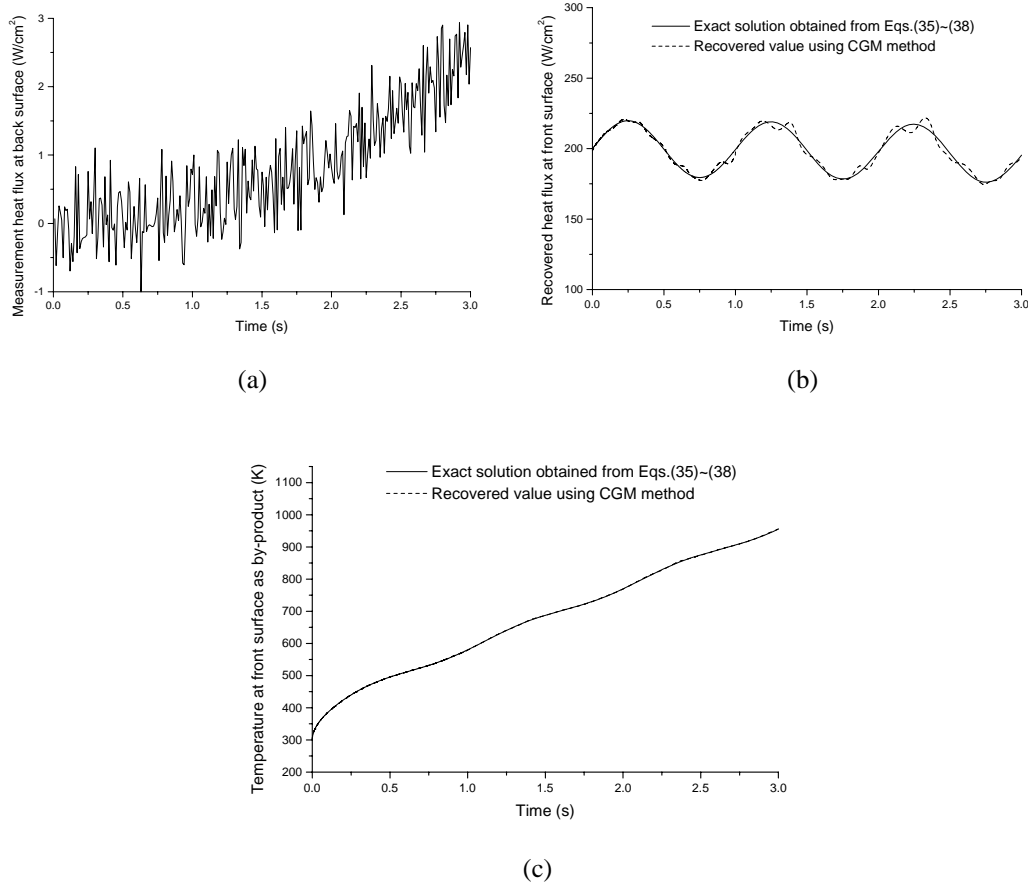 Measurement heat flux at back surface (W/cm²)
3
2
1
0
-1
0.0 0.5 1.0 1.5 2.0 2.5 3.0
Time (s)
(a)
Recovered heat flux at front surface (W/cm²)
Exact solution obtained from Eqs.(35)~(38)
Recovered value using CGM method
300
250
200
150
100
0.0 0.5 1.0 1.5 2.0 2.5 3.0
Time (s)
(b)
Temperature at front surface as by-product (K)
Exact solution obtained from Eqs.(35)~(38)
Recovered value using CGM method
1100
1000
900
800
700
600
500
400
300
200
0.0 0.5 1.0 1.5 2.0 2.5 3.0
Time (s)
(c)